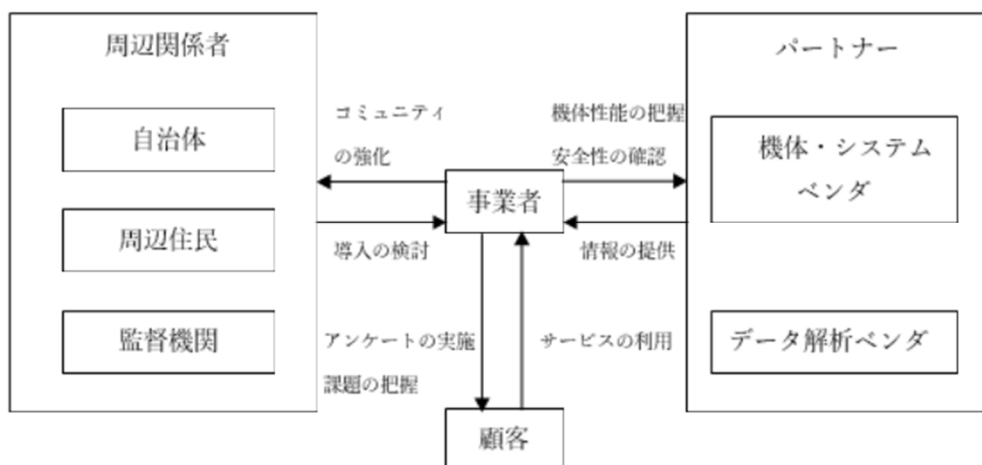 周辺関係者
自治体
周辺住民
監督機関
コミュニティ
の強化
導入の検討
事業者
機体性能の把握
安全性の確認
情報の提供
アンケートの実施
課題の把握
サービスの利用
顧客
パートナー
機体・システム
ベンダ
データ解析ベンダ